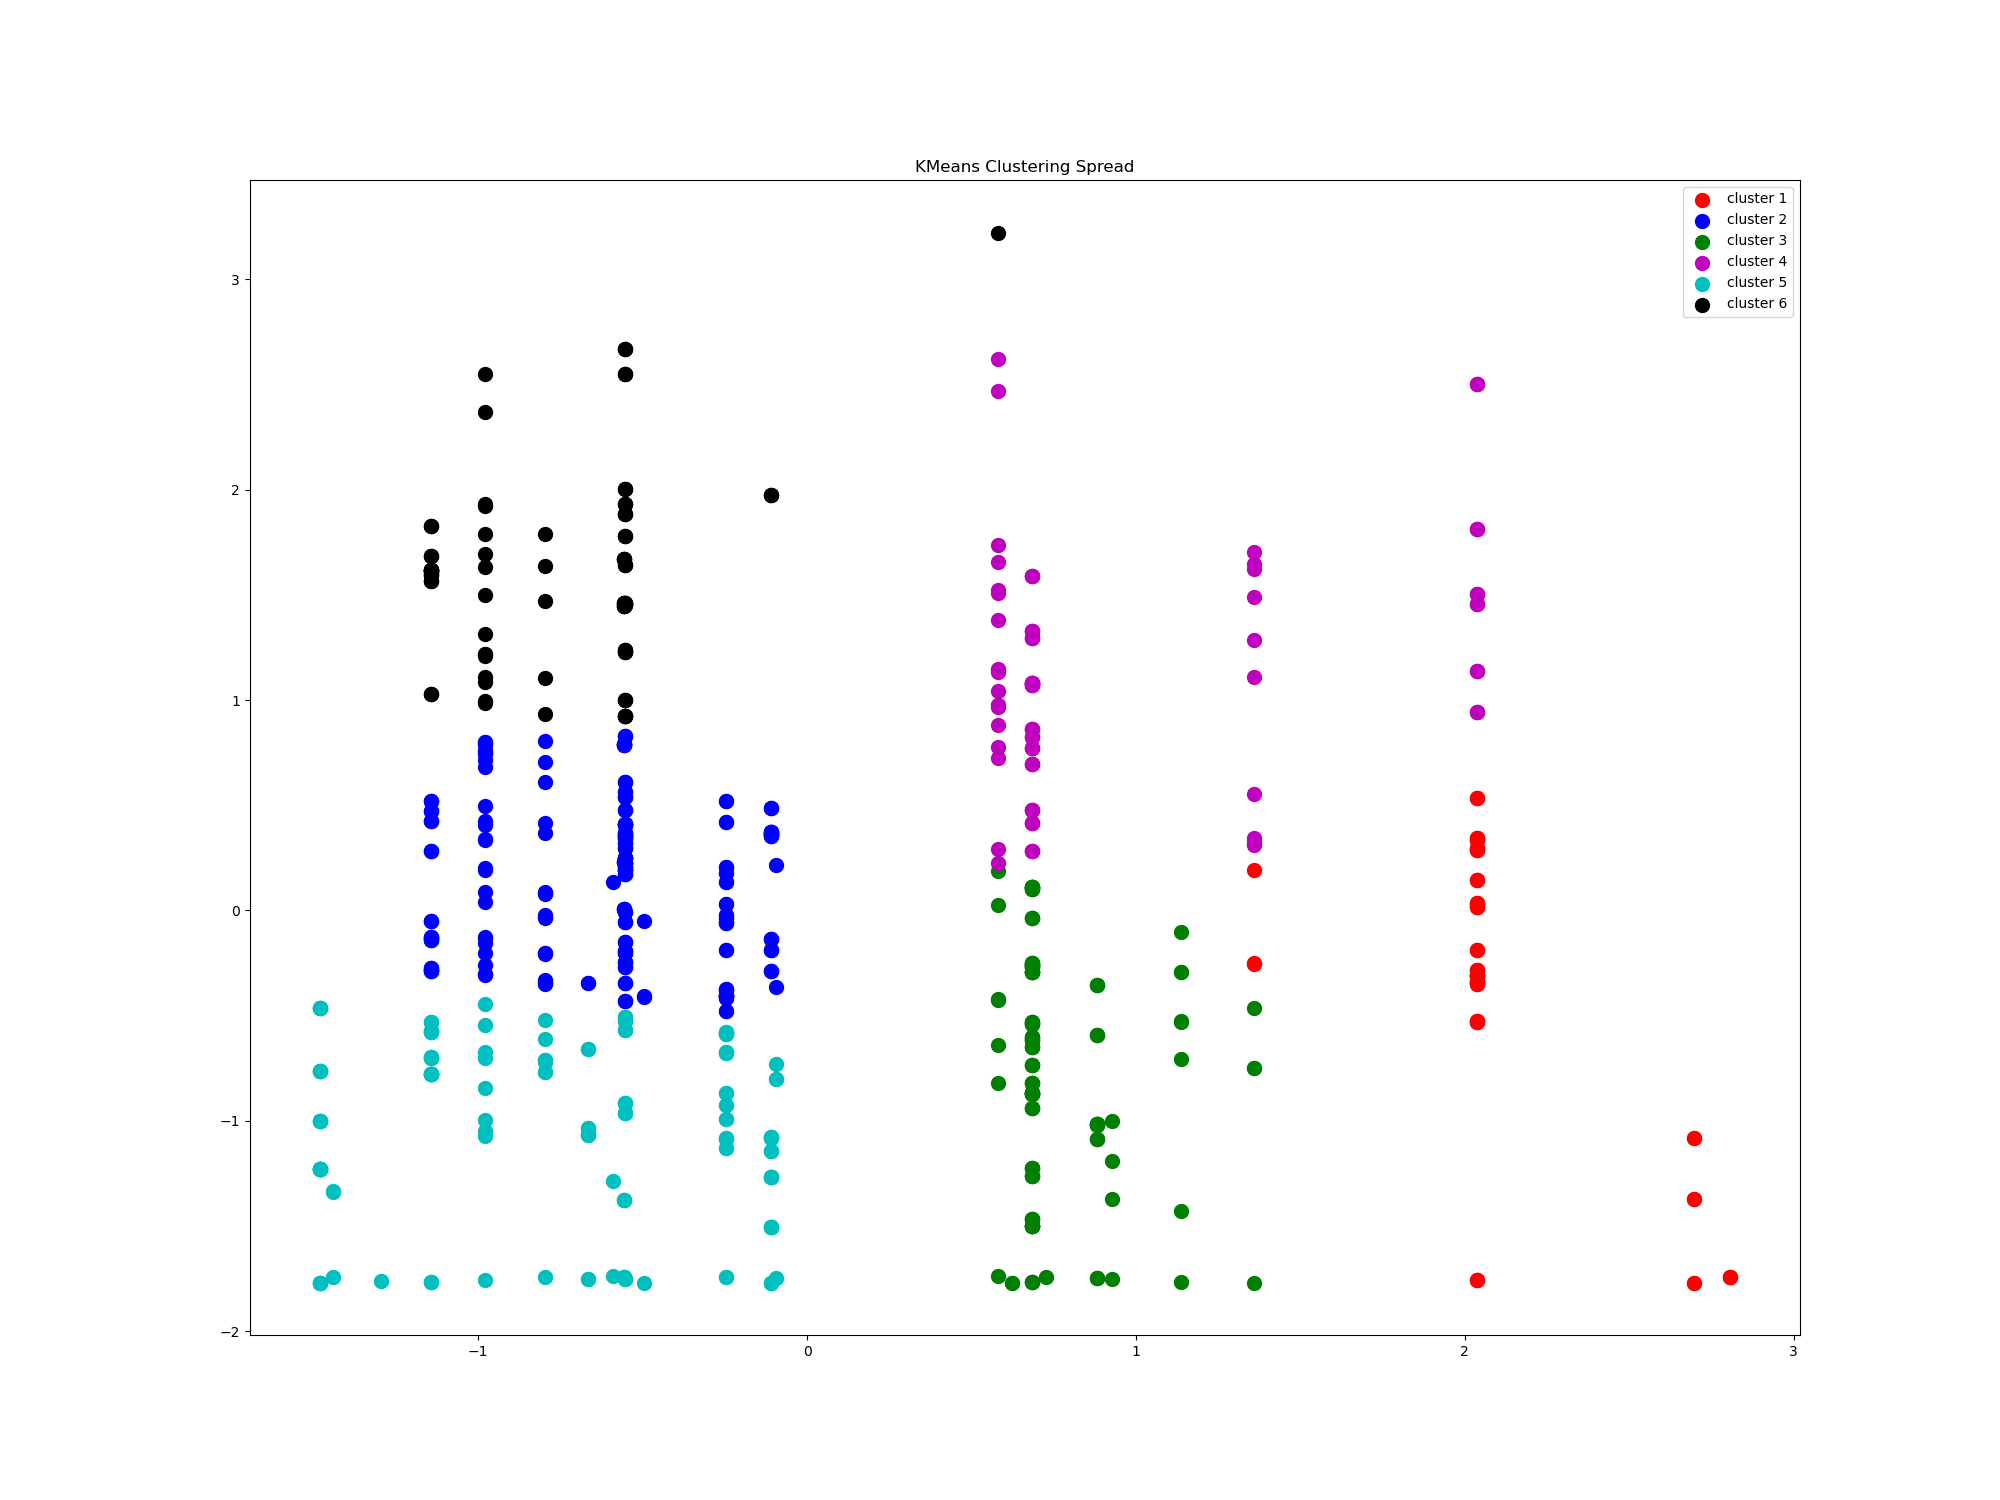 KMeans Clustering Spread
cluster 1
cluster 2
cluster 3
cluster 4
cluster 5
cluster 6
3
2
1
0
−1
−2
−1
0
1
2
3